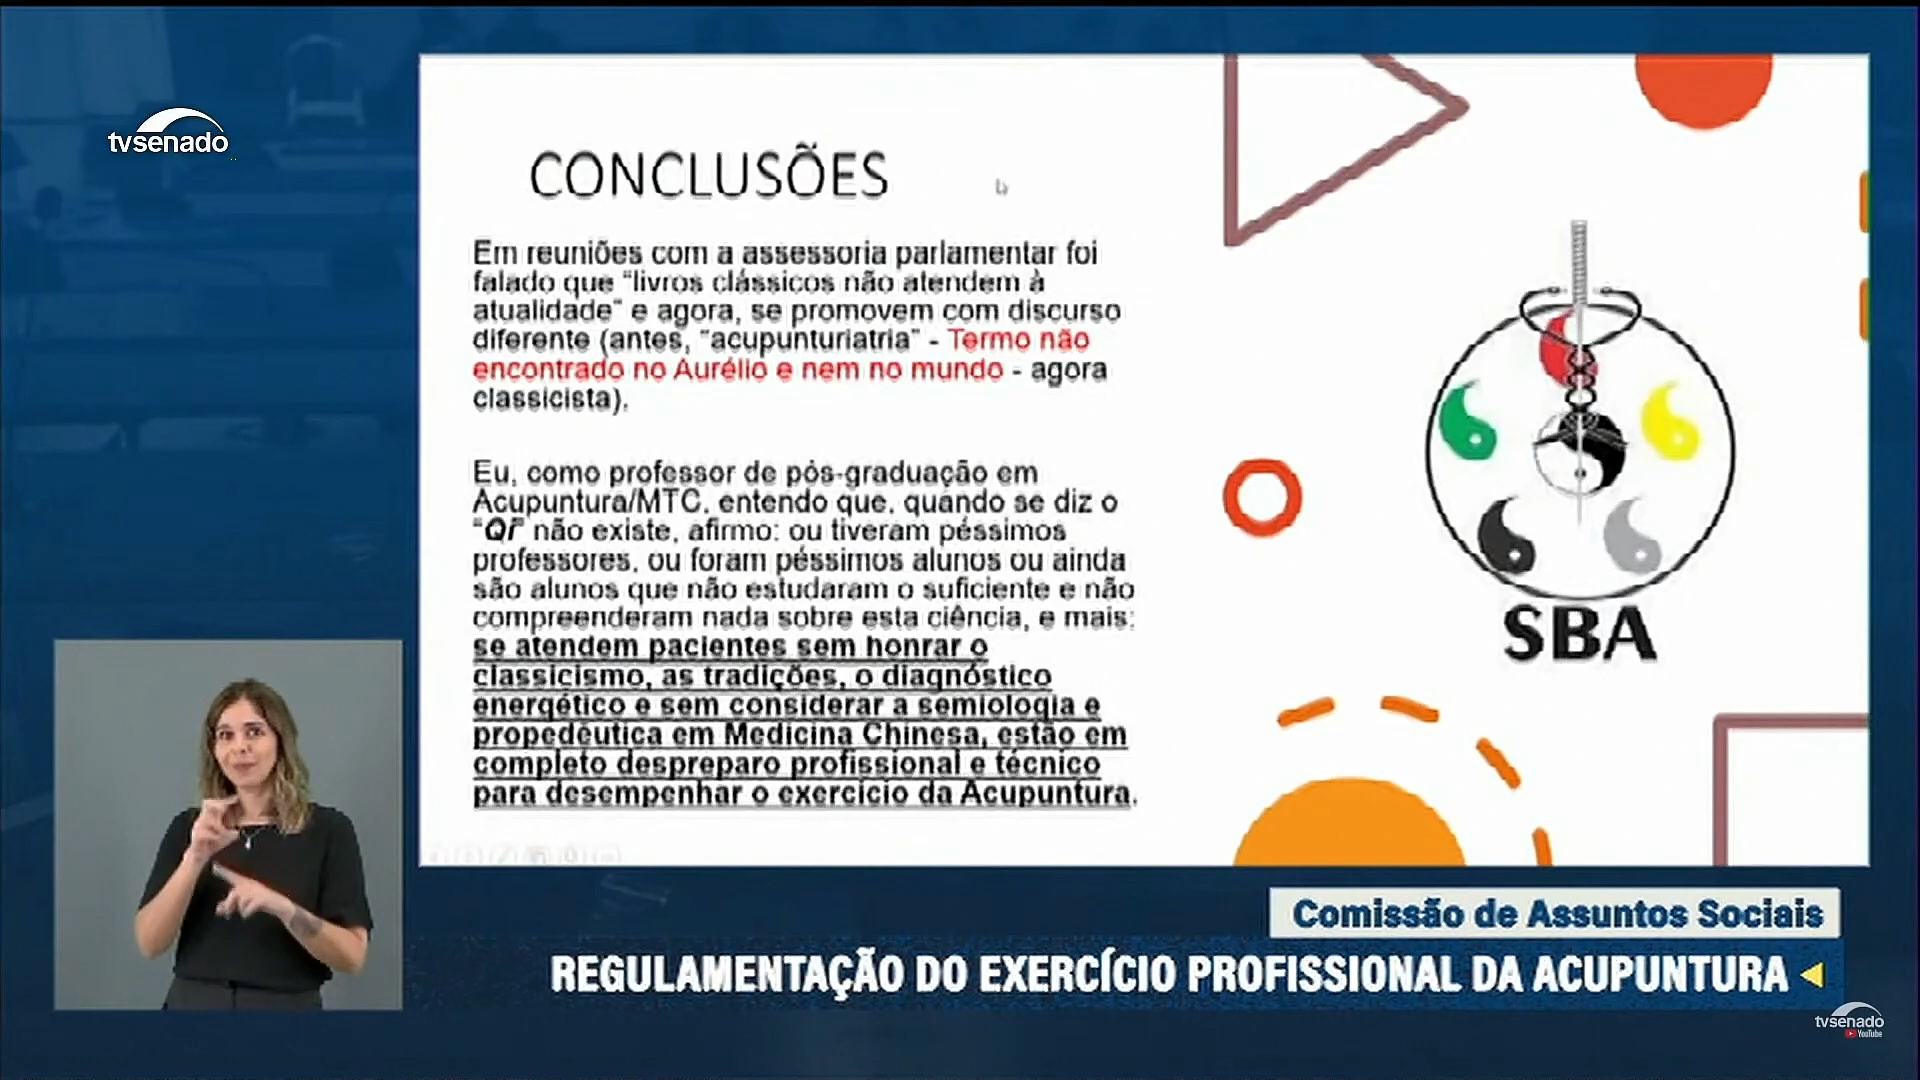 tvsenado
CONCLUSÕES
Em reuniões com a assessoria parlamentar foi
falado que "livros clássicos não atendem à
atualidade" e agora, se promovem com discurso
diferente (antes, "acupunturiatria" - Termo não
encontrado no Aurélio e nem no mundo - agora
classicista).
Eu, como professor de pós-graduação em
Acupuntura/MTC, entendo que, quando se diz o
"Qi" não existe, afirmo: ou tiveram péssimos
professores, ou foram péssimos alunos ou ainda
são alunos que não estudaram o suficiente e não
compreenderam nada sobre esta ciência, e mais:
se atendem pacientes sem honrar o
classicismo, as tradições, o diagnóstico
energético e sem considerar a semiologia e
propedêutica em Medicina Chinesa, estão em
completo despreparo profissional e técnico
para desempenhar o exercício da Acupuntura.
SBA
Comissão de Assuntos Sociais
REGULAMENTAÇÃO DO EXERCÍCIO PROFISSIONAL DA ACUPUNTURA
tvsenado
YouTube